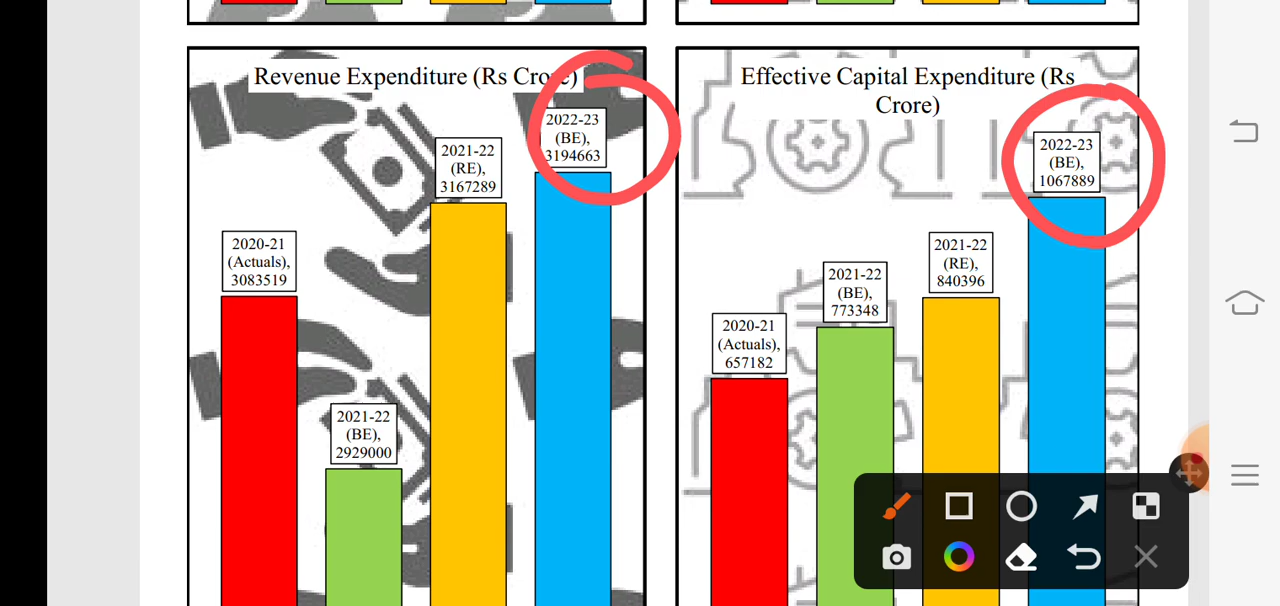 Revenue Expenditure (Rs Crore)
2020-21
(Actuals),
3083519
2021-22
(BE),
2929000
2021-22
(RE),
3167289
2022-23
(BE),
3194663
Effective Capital Expenditure (Rs
Crore)
2020-21
(Actuals),
657182
2021-22
(BE),
773348
2021-22
(RE),
840396
2022-23
(BE),
1067889